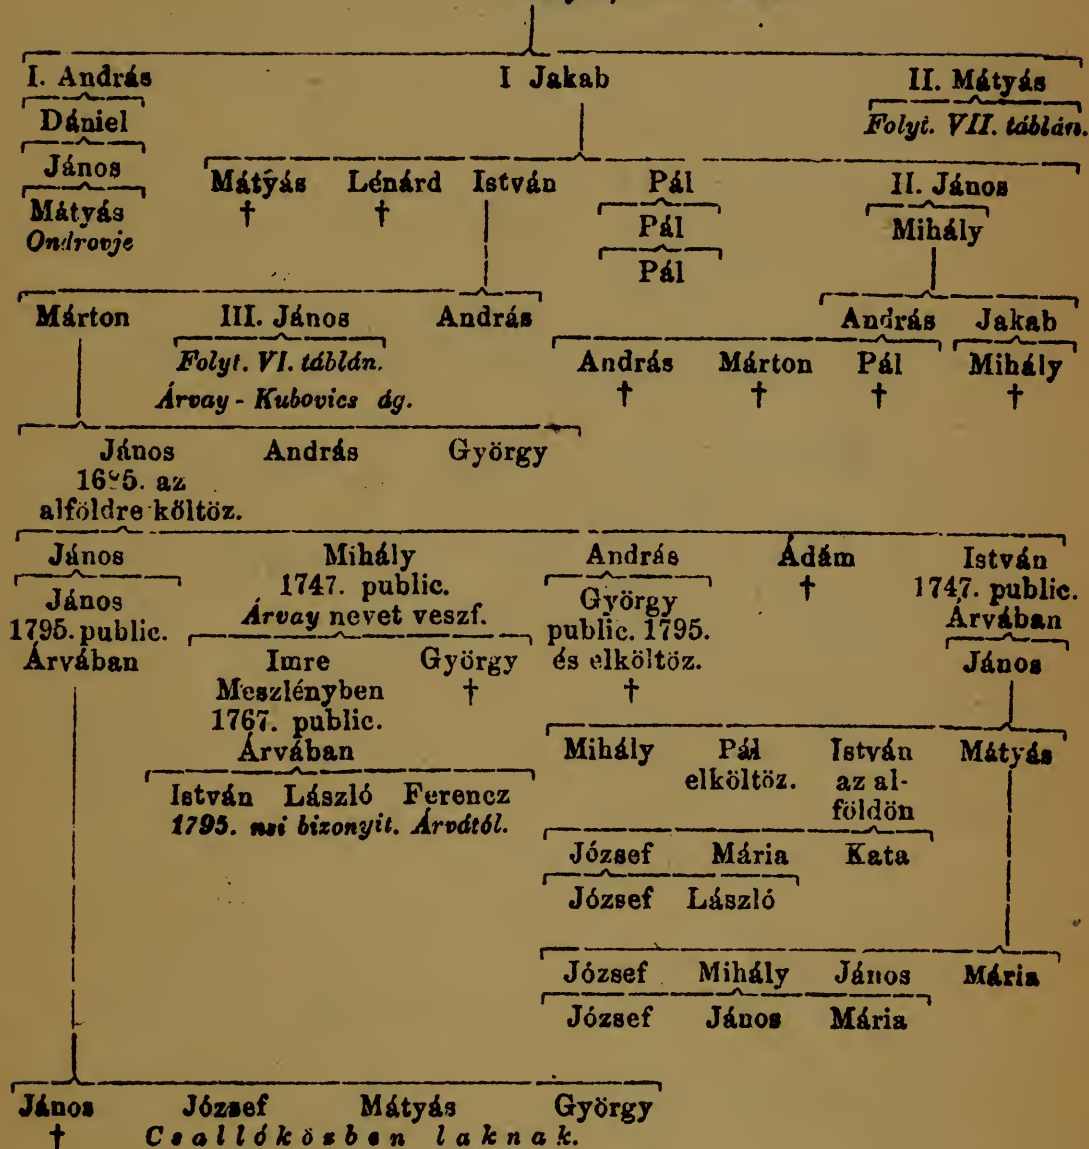 I. András I Jakab II. Mátyás
Dániel Folyt. VII. táblán.
János Mátyás Lénárd István Pál II. János
Mátyás † † Pál Mihály
Ondrovje Pál
Márton III. János András András Jakab
Folyt. VI. táblán. András Márton Pál Mihály
Árvay - Kubovics ág. † † † †
János András György
az
alföldre költöz.
János Mihály András Ádám István
János 1747. public. György † 1747. public.
1795. public. Árvay nevet veszf. public. 1795. Árvában
Árvában Imre György és elköltöz. János
Meszlényben † †
1767. public. Mihály Pál István Mátyás
Árvában elköltöz. az al-
István László Ferencz földön
1795. nsi bizonyit. Árvától.
József Mária Kata
József László
József Mihály János Mária
József János Mária
János József Mátyás György
† Csallóközben laknak.